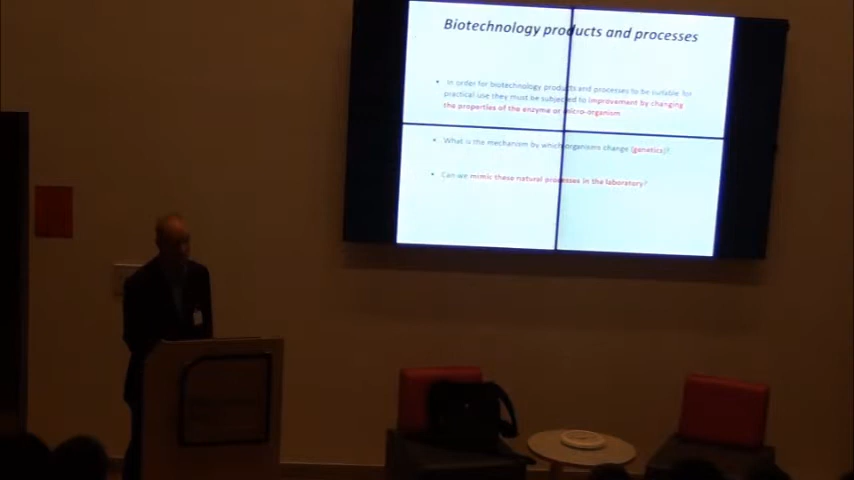 Biotechnology products and processes
• In order for biotechnology products and processes to be suitable for
practical use they must be subjected to improvement by changing
the properties of the enzyme or micro-organism
• What is the mechanism by which organisms change (genetics)?
• Can we mimic these natural processes in the laboratory?